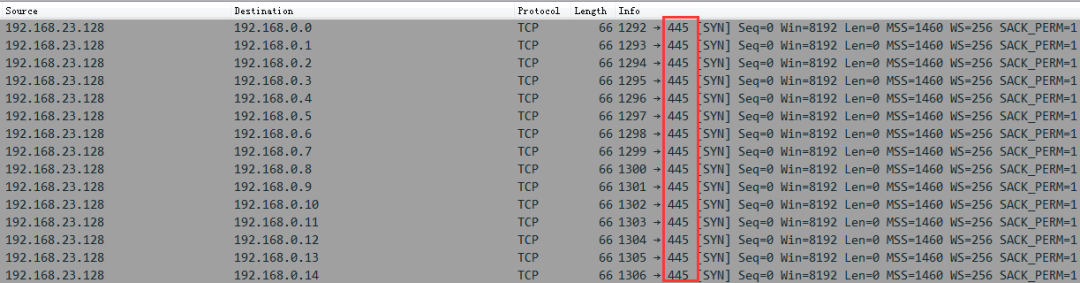 Source Destination Protocol Length Info
192.168.23.128 192.168.0.0 TCP 66 1292 → 445 [SYN] Seq=0 Win=8192 Len=0 MSS=1460 WS=256 SACK_PERM=1
192.168.23.128 192.168.0.1 TCP 66 1293 → 445 [SYN] Seq=0 Win=8192 Len=0 MSS=1460 WS=256 SACK_PERM=1
192.168.23.128 192.168.0.2 TCP 66 1294 → 445 [SYN] Seq=0 Win=8192 Len=0 MSS=1460 WS=256 SACK_PERM=1
192.168.23.128 192.168.0.3 TCP 66 1295 → 445 [SYN] Seq=0 Win=8192 Len=0 MSS=1460 WS=256 SACK_PERM=1
192.168.23.128 192.168.0.4 TCP 66 1296 → 445 [SYN] Seq=0 Win=8192 Len=0 MSS=1460 WS=256 SACK_PERM=1
192.168.23.128 192.168.0.5 TCP 66 1297 → 445 [SYN] Seq=0 Win=8192 Len=0 MSS=1460 WS=256 SACK_PERM=1
192.168.23.128 192.168.0.6 TCP 66 1298 → 445 [SYN] Seq=0 Win=8192 Len=0 MSS=1460 WS=256 SACK_PERM=1
192.168.23.128 192.168.0.7 TCP 66 1299 → 445 [SYN] Seq=0 Win=8192 Len=0 MSS=1460 WS=256 SACK_PERM=1
192.168.23.128 192.168.0.8 TCP 66 1300 → 445 [SYN] Seq=0 Win=8192 Len=0 MSS=1460 WS=256 SACK_PERM=1
192.168.23.128 192.168.0.9 TCP 66 1301 → 445 [SYN] Seq=0 Win=8192 Len=0 MSS=1460 WS=256 SACK_PERM=1
192.168.23.128 192.168.0.10 TCP 66 1302 → 445 [SYN] Seq=0 Win=8192 Len=0 MSS=1460 WS=256 SACK_PERM=1
192.168.23.128 192.168.0.11 TCP 66 1303 → 445 [SYN] Seq=0 Win=8192 Len=0 MSS=1460 WS=256 SACK_PERM=1
192.168.23.128 192.168.0.12 TCP 66 1304 → 445 [SYN] Seq=0 Win=8192 Len=0 MSS=1460 WS=256 SACK_PERM=1
192.168.23.128 192.168.0.13 TCP 66 1305 → 445 [SYN] Seq=0 Win=8192 Len=0 MSS=1460 WS=256 SACK_PERM=1
192.168.23.128 192.168.0.14 TCP 66 1306 → 445 [SYN] Seq=0 Win=8192 Len=0 MSS=1460 WS=256 SACK_PERM=1